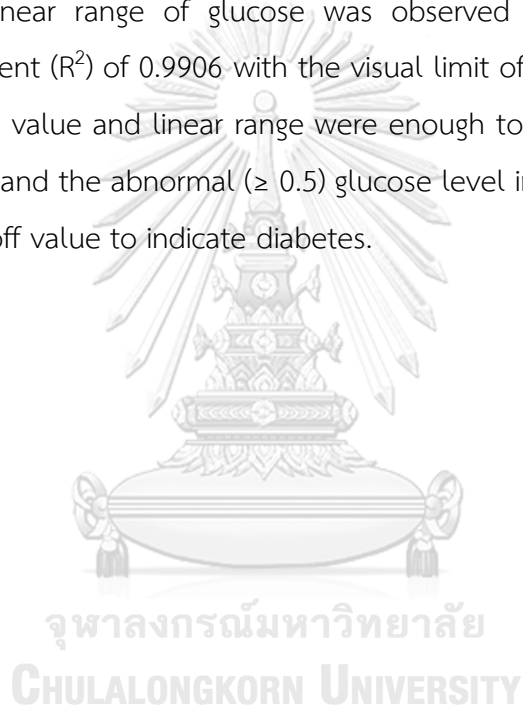 near range of glucose was observed
ent (R²) of 0.9906 with the visual limit of
value and linear range were enough to
and the abnormal (≥ 0.5) glucose level in
off value to indicate diabetes.
จุฬาลงกรณ์มหาวิทยาลัย
CHULALONGKORN UNIVERSITY